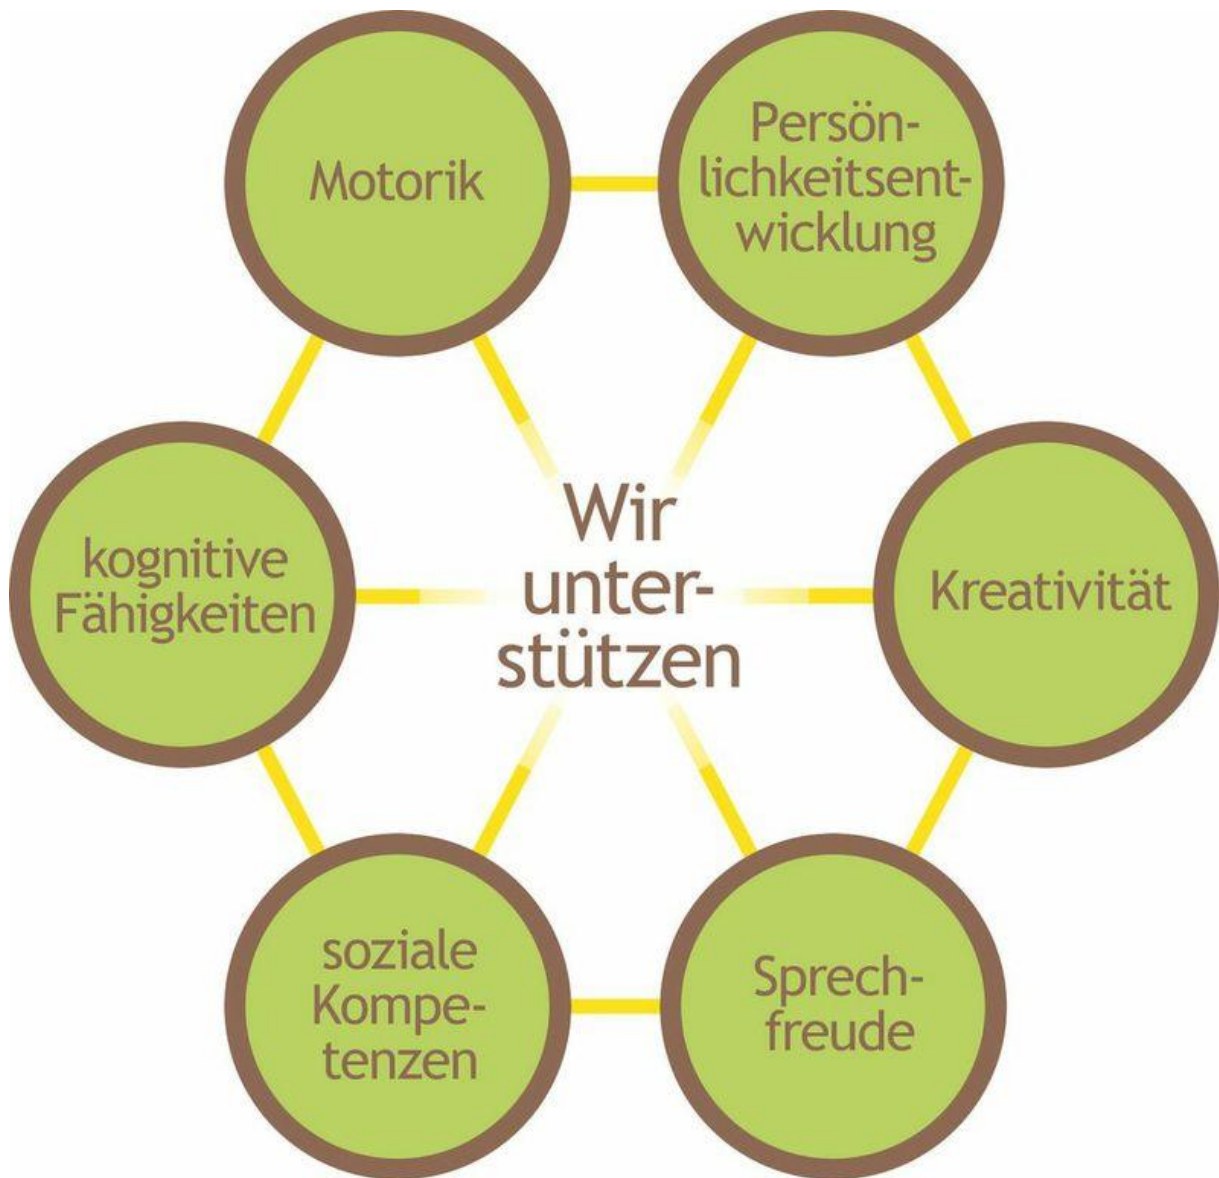 Motorik
Persön-
lichkeitsent-
wicklung
kognitive
Fähigkeiten
Wir
unter-
stützen
Kreativität
soziale
Kompe-
tenzen
Sprech-
freude